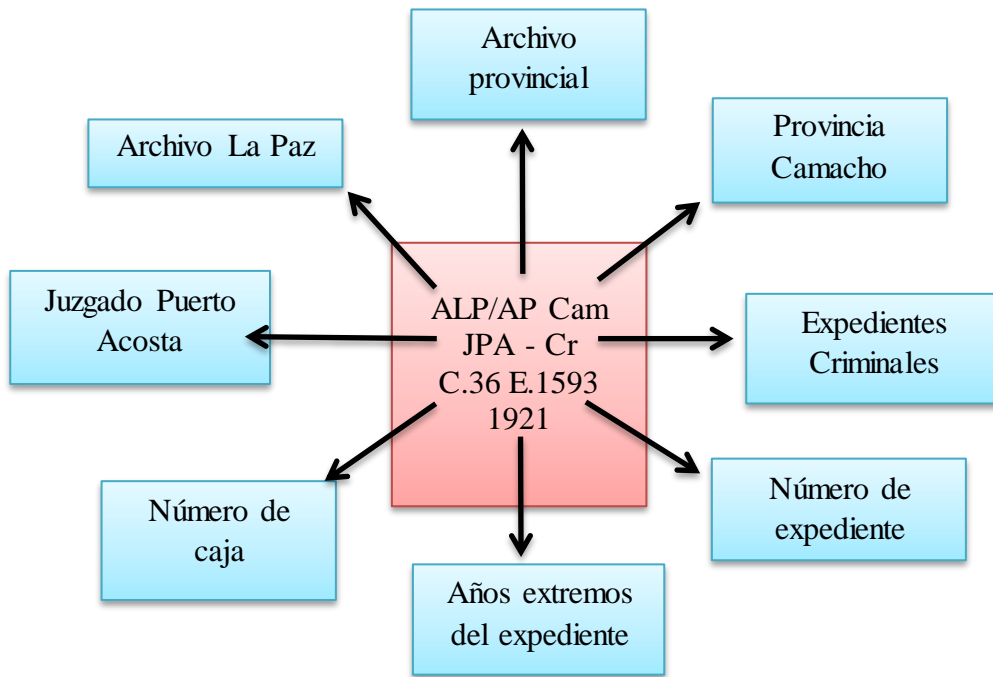 Archivo
provincial
Archivo La Paz
Provincia
Camacho
Juzgado Puerto
Acosta
ALP/AP Cam
JPA - Cr
C.36 E.1593
1921
Expedientes
Criminales
Número de
caja
Número de
expediente
Años extremos
del expediente